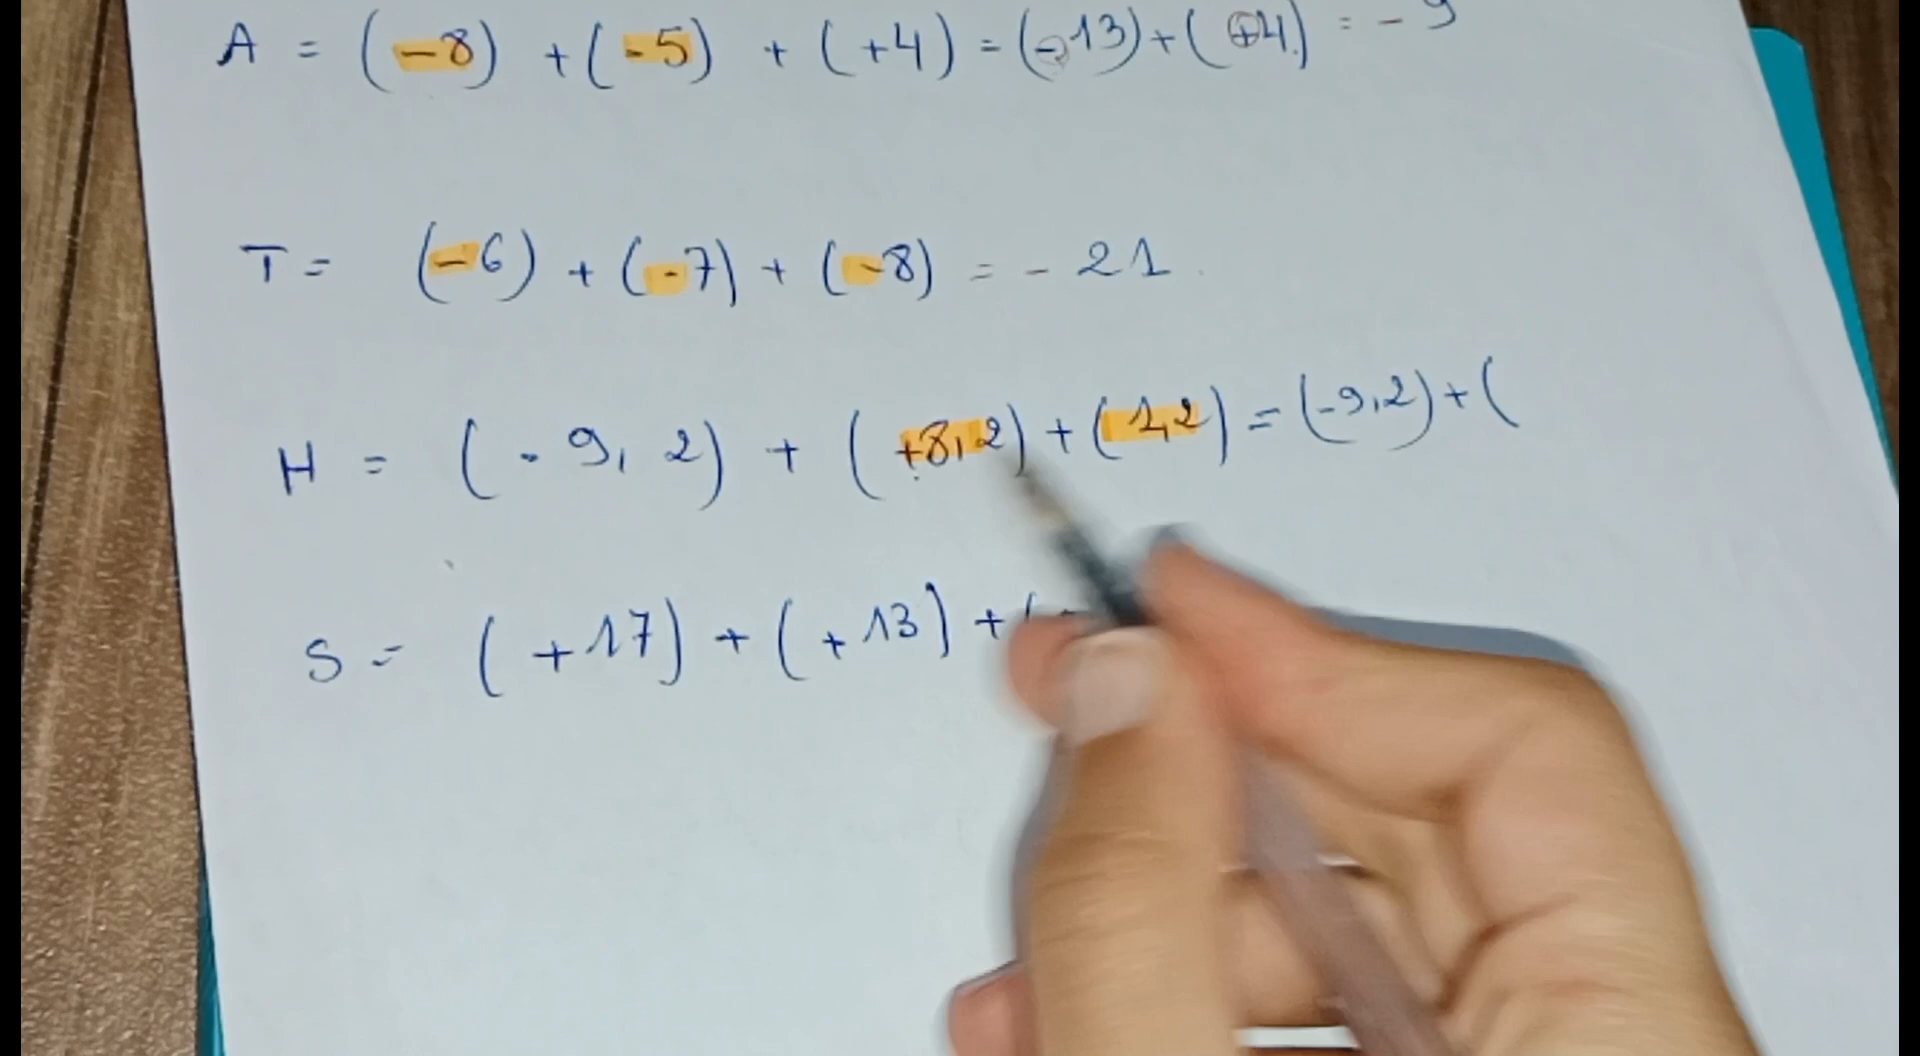 A = (-8) + (-5) + (+4) = (-13) + (+4) = - 9
T = (-6) + (-7) + (-8) = - 21
H = (- 9, 2) + (+8,2) + (1,2) = (-9,2) + (
S = (+17) + (+13) + (